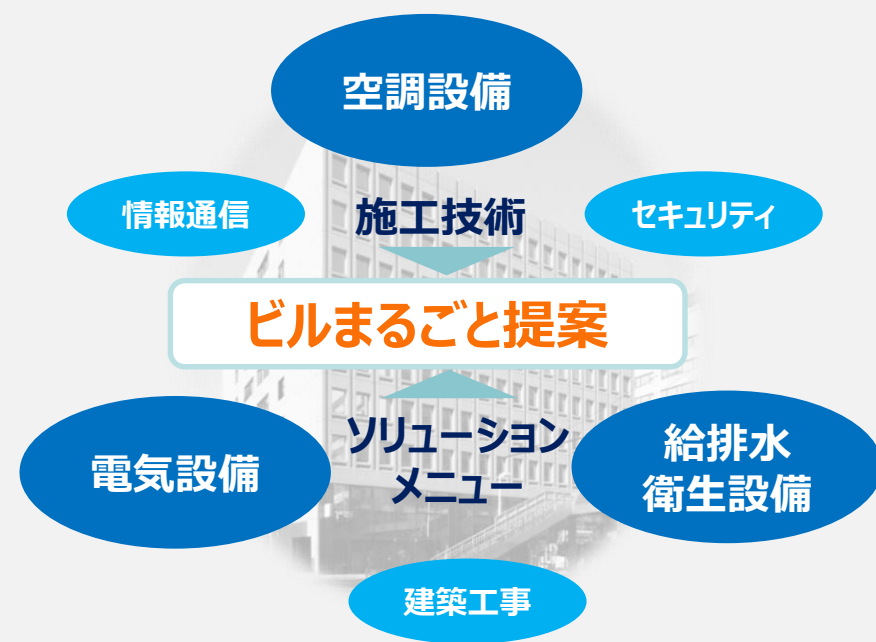 空調設備
情報通信
施工技術
セキュリティ
ビルまるごと提案
電気設備
ソリューション
メニュー
給排水
衛生設備
建築工事